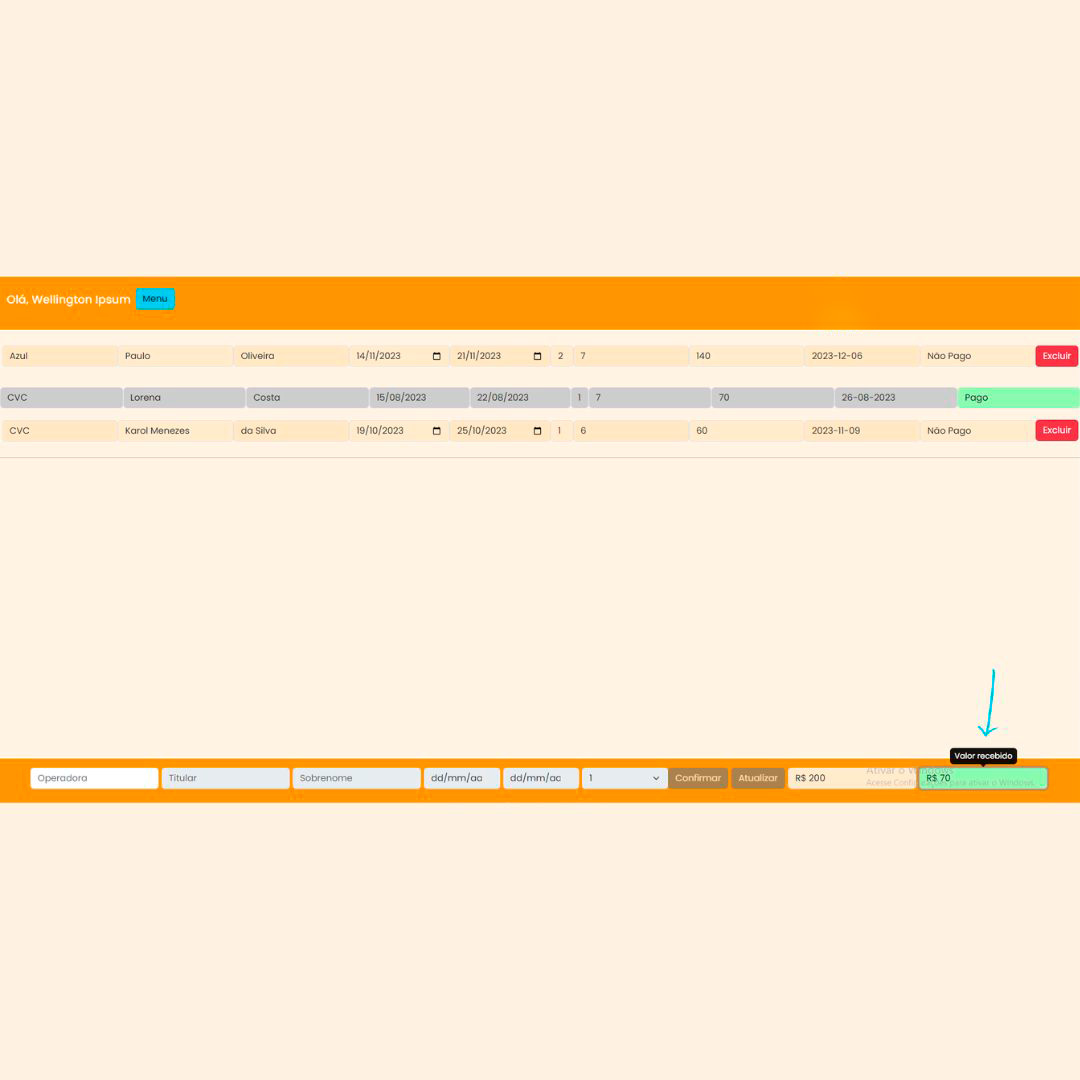 Olá, Wellington Ipsum Menu
Azul Paulo Oliveira 14/11/2023 21/11/2023 2 7 140 2023-12-06 Não Pago Excluir
CVC Lorena Costa 15/08/2023 22/08/2023 1 7 70 26-08-2023 Pago
CVC Karol Menezes da Silva 19/10/2023 25/10/2023 1 6 60 2023-11-09 Não Pago Excluir
Valor recebido
Operadora Titular Sobrenome dd/mm/aa dd/mm/aa 1 Confirmar Atualizar R$ 200 R$ 70
Ativar o Windows
Acesse Configurações para ativar o Windows.